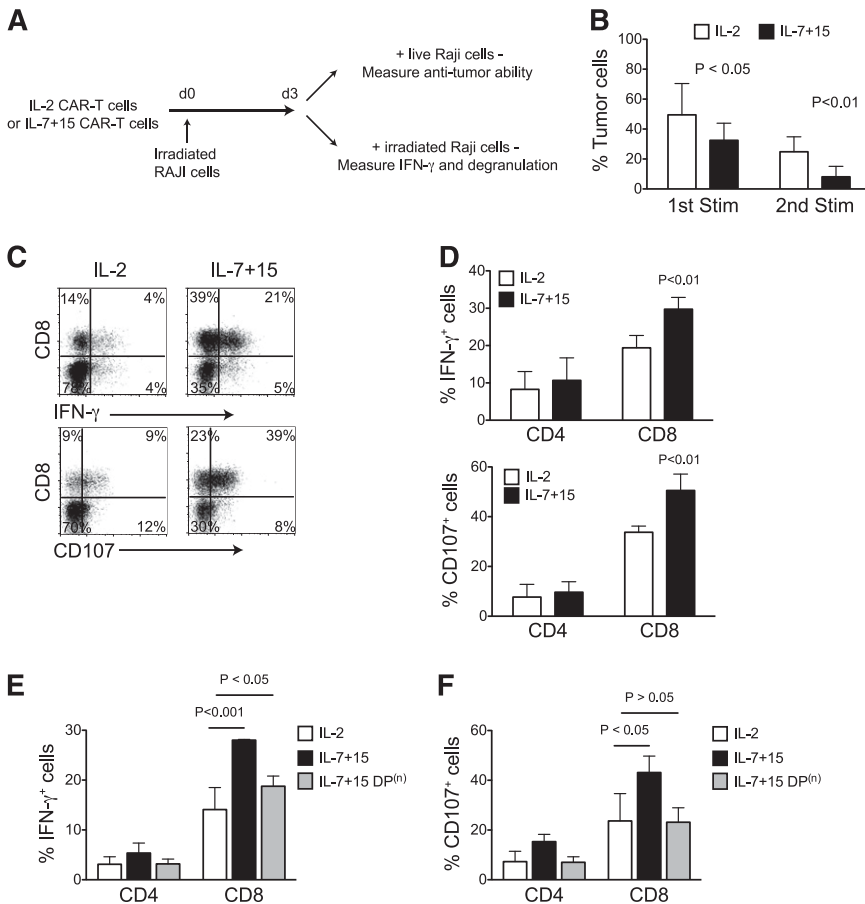 A
IL-2 CAR-T cells
or IL-7+15 CAR-T cells
d0
d3
Irradiated
RAJI cells
+ live Raji cells -
Measure anti-tumor ability
+ irradiated Raji cells -
Measure IFN-γ and degranulation
B
IL-2 IL-7+15
% Tumor cells
100
80
60
40
20
0
P < 0.05
P<0.01
1st Stim 2nd Stim
C
IL-2 IL-7+15
CD8
14% 4% 39% 21%
78% 4% 35% 5%
IFN-γ
CD8
9% 9% 23% 39%
70% 12% 30% 8%
CD107
D
IL-2
IL-7+15
P<0.01
% IFN-γ+ cells
40
30
20
10
0
CD4 CD8
IL-2
IL-7+15
P<0.01
% CD107+ cells
60
40
20
0
CD4 CD8
E
P < 0.05
P<0.001
% IFN-γ+ cells
30
20
10
0
CD4 CD8
IL-2
IL-7+15
IL-7+15 DP(n)
F
P > 0.05
P < 0.05
% CD107+ cells
60
40
20
0
CD4 CD8
IL-2
IL-7+15
IL-7+15 DP(n)